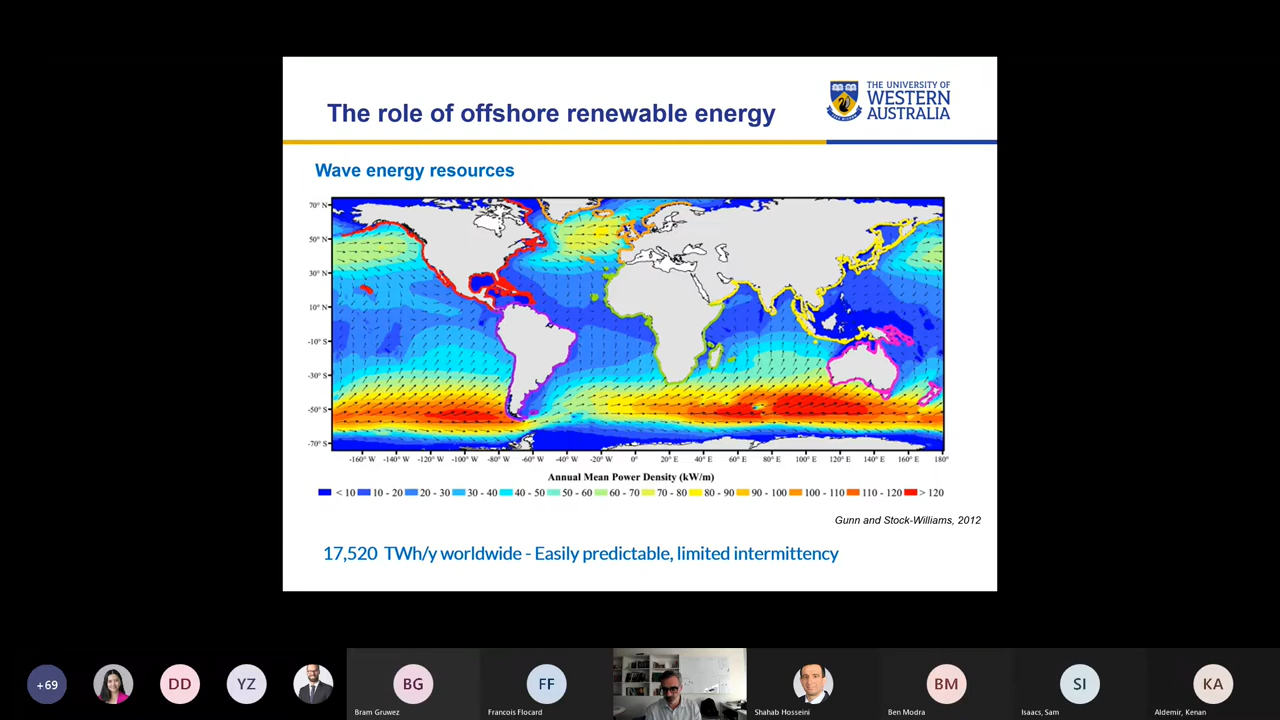 The role of offshore renewable energy
THE UNIVERSITY OF
WESTERN
AUSTRALIA
Wave energy resources
70° N
50° N
30° N
10° N
-10° S
-30° S
-50° S
-70° S
-160° W -140° W -120° W -100° W -80° W -60° W -40° W -20° W 0° 20° E 40° E 60° E 80° E 100° E 120° E 140° E 160° E 180°
Annual Mean Power Density (kW/m)
< 10 10 - 20 20 - 30 30 - 40 40 - 50 50 - 60 60 - 70 70 - 80 80 - 90 90 - 100 100 - 110 110 - 120 > 120
Gunn and Stock-Williams, 2012
17,520 TWh/y worldwide - Easily predictable, limited intermittency
+69 DD YZ BG FF BM SI KA
Bram Gruwez Francois Flocard Shahab Hosseini Ben Modra Isaacs, Sam Aldemir, Kenan